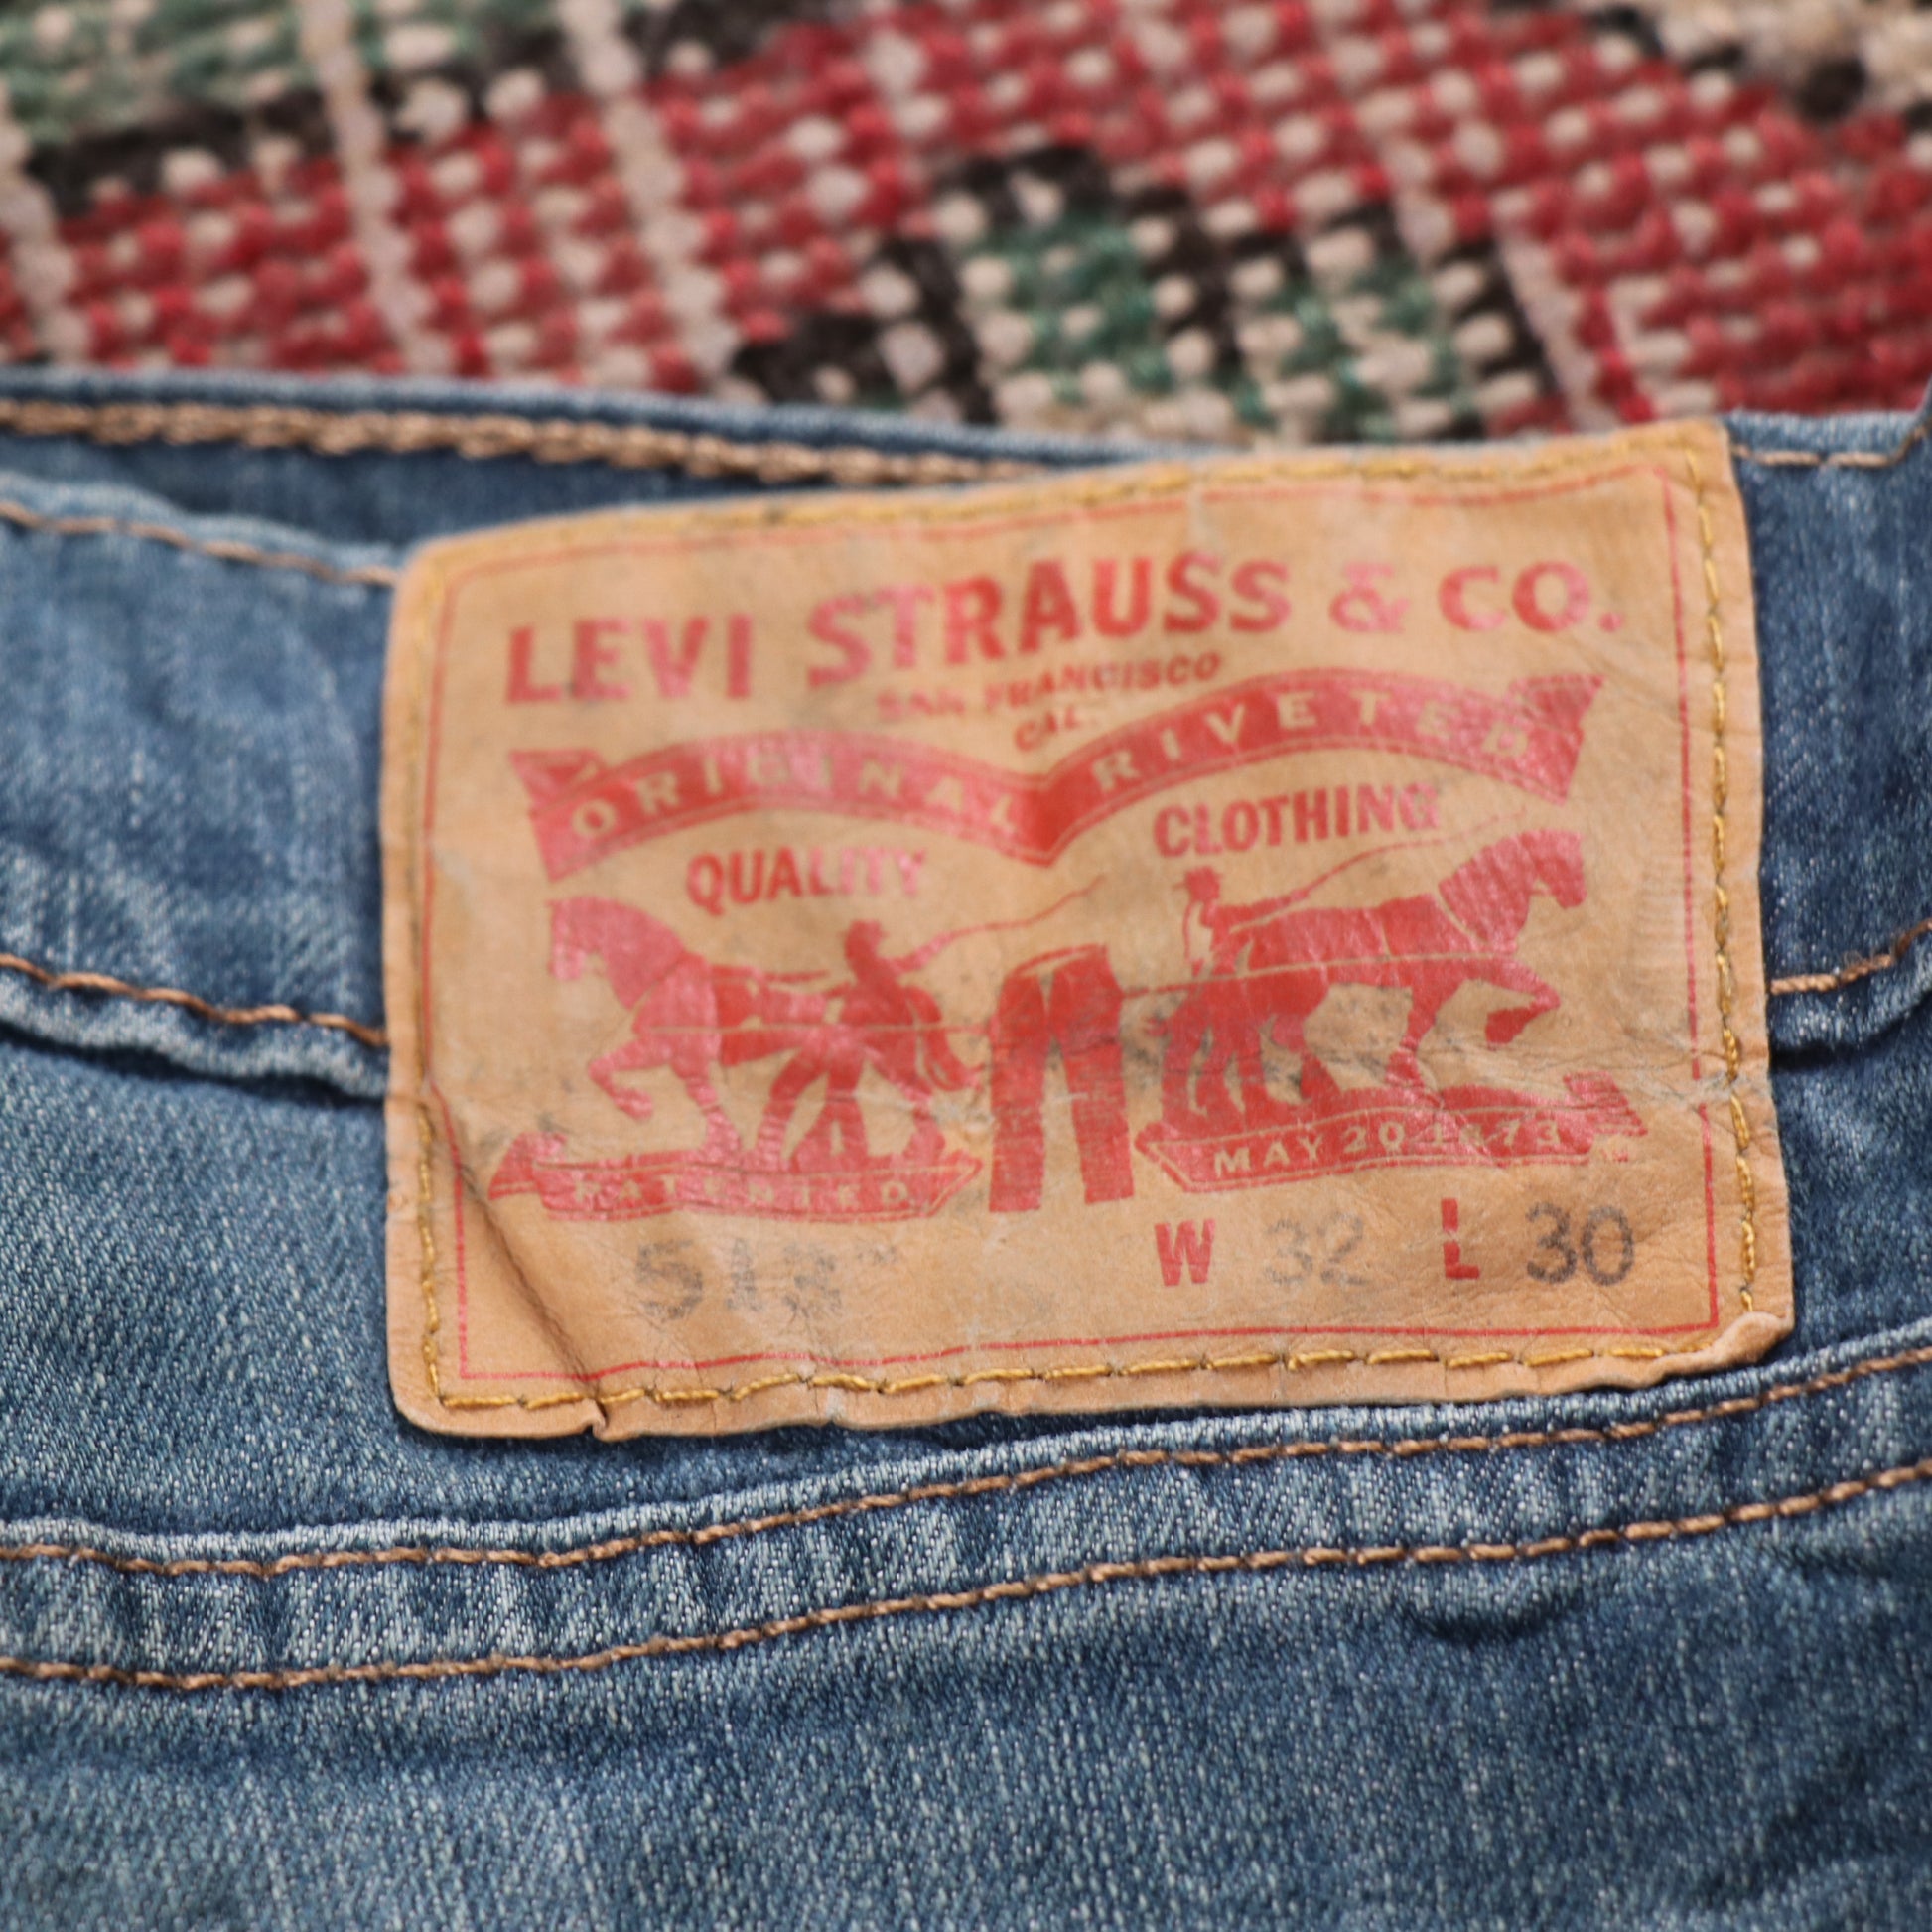 LEVI STRAUSS & CO.
SAN FRANCISCO
CAL.
ORIGINAL RIVETED
QUALITY CLOTHING
PATENTED MAY 20 1873
W 32 L 30